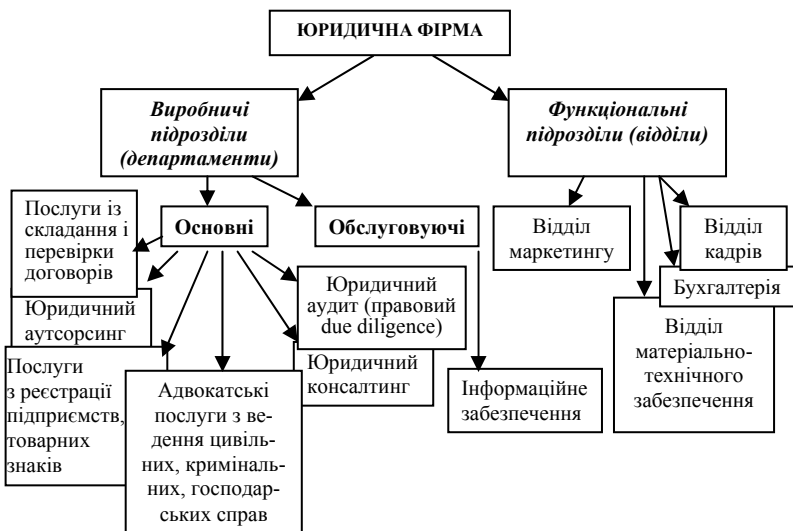 ЮРИДИЧНА ФІРМА
Виробничі
підрозділи
(департаменти)
Функціональні
підрозділи (відділи)
Послуги із
складання і
перевірки
договорів
Основні
Обслуговуючі
Відділ
маркетингу
Відділ
кадрів
Юридичний
аутсорсинг
Юридичний
аудит (правовий
due diligence)
Бухгалтерія
Послуги
з реєстрації
підприємств,
товарних
знаків
Адвокатські
послуги з ве-
дення цивіль-
них, кримі­наль-
них, господар-
ських справ
Юридичний
консалтинг
Інформаційне
забезпечення
Відділ
матеріально-
технічного
забезпечення